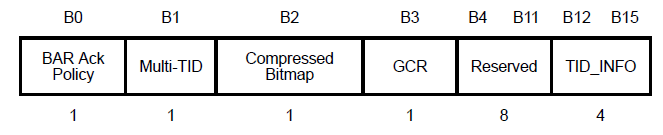 B0 B1 B2 B3 B4 B11 B12 B15
BAR Ack
Policy
Multi-TID
Compressed
Bitmap
GCR
Reserved
TID_INFO
1 1 1 1 8 4